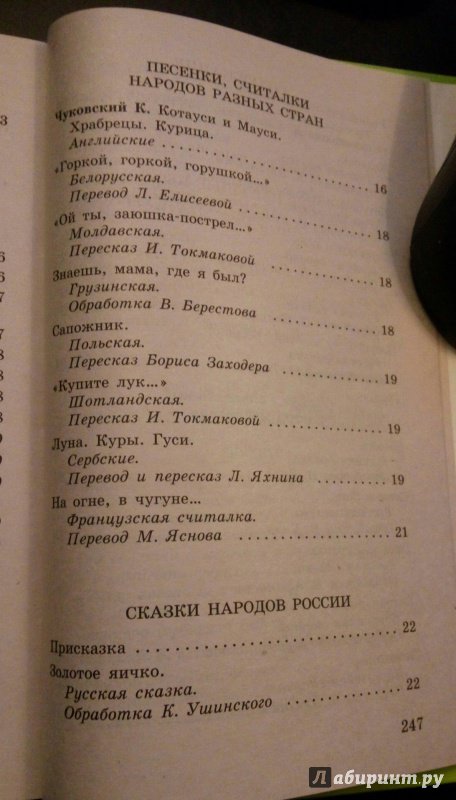 ПЕСЕНКИ, СЧИТАЛКИ
НАРОДОВ РАЗНЫХ СТРАН
Чуковский К. Котауси и Мауси.
Храбрецы. Курица.
Английские ..... 16
«Горкой, горкой, горушкой...»
Белорусская.
Перевод Л. Елисеевой ..... 18
«Ой ты, заюшка-пострел...»
Молдавская.
Пересказ И. Токмаковой ..... 18
Знаешь, мама, где я был?
Грузинская.
Обработка В. Берестова ..... 18
Сапожник.
Польская.
Пересказ Бориса Заходера ..... 19
«Купите лук...»
Шотландская.
Пересказ И. Токмаковой ..... 19
Луна. Куры. Гуси.
Сербские.
Перевод и пересказ Л. Яхнина ..... 19
На огне, в чугуне...
Французская считалка.
Перевод М. Яснова ..... 21
СКАЗКИ НАРОДОВ РОССИИ
Присказка ..... 22
Золотое яичко.
Русская сказка.
Обработка К. Ушинского ..... 22
247
Лабиринт.ру